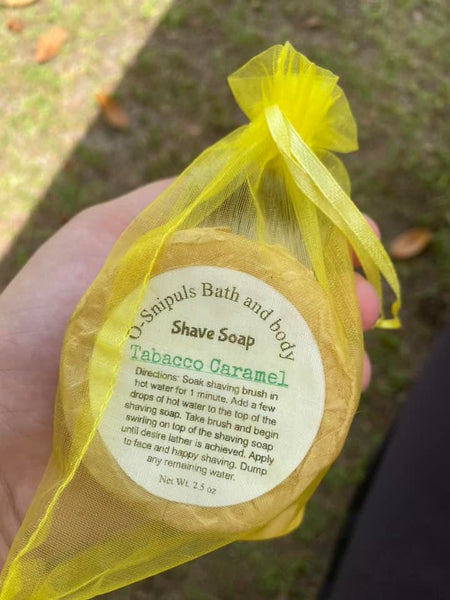 O-Snipuls Bath and body
Shave Soap
Tabacco Caramel
Directions: Soak shaving brush in
hot water for 1 minute. Add a few
drops of hot water to the top of the
shaving soap. Take brush and begin
swirling on top of the shaving soap
until desire lather is achieved. Apply
to face and happy shaving. Dump
any remaining water.
Net Wt. 2.5 oz